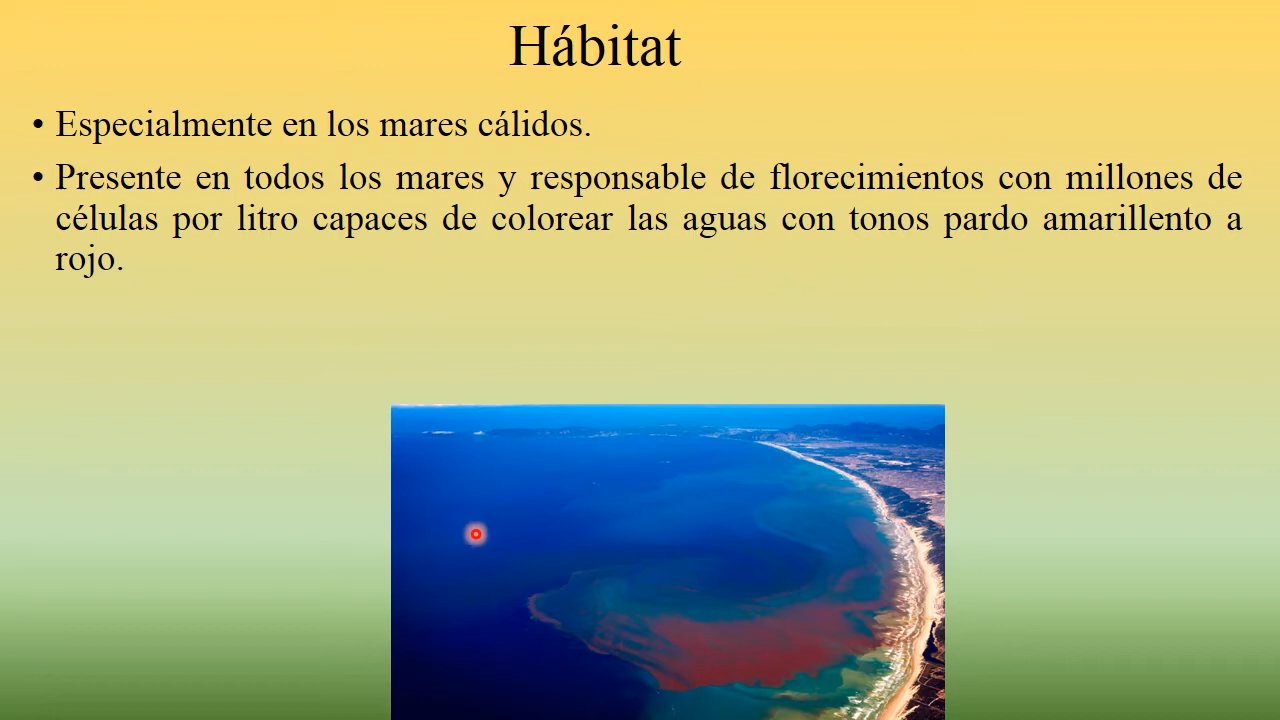 Hábitat
• Especialmente en los mares cálidos.
• Presente en todos los mares y responsable de florecimientos con millones de
células por litro capaces de colorear las aguas con tonos pardo amarillento a
rojo.